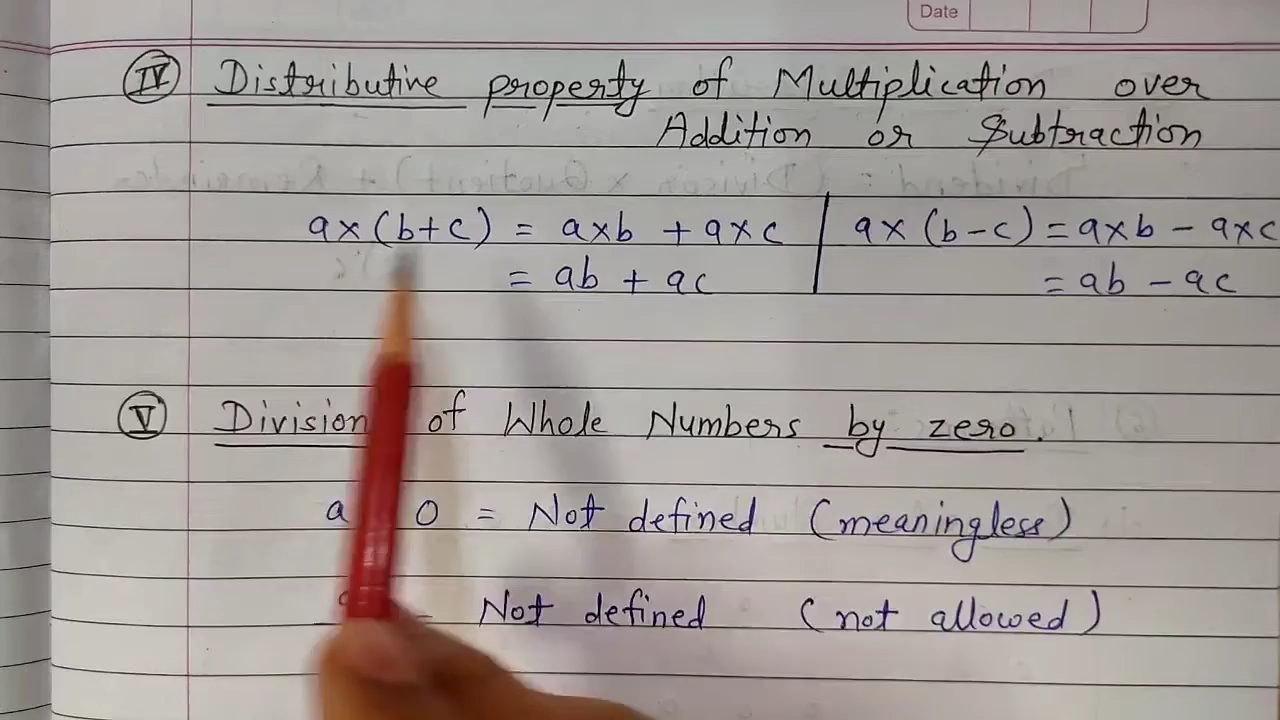 Date
IV Distributive property of Multiplication over
Addition or Subtraction
a×(b+c) = a×b + a×c | a×(b-c) = a×b - a×c
= ab + ac | = ab - ac
V Division of Whole Numbers by zero.
a 0 = Not defined (meaningless)
= Not defined (not allowed)